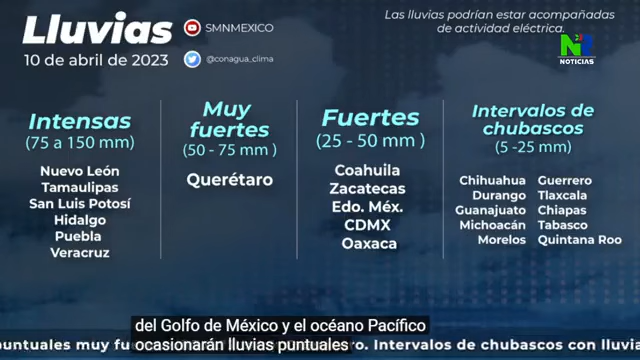 Lluvias
SMNMEXICO
10 de abril de 2023
@conagua_clima
Las lluvias podrían estar acompañadas
de actividad eléctrica.
NOTICIAS
Intensas
(75 a 150 mm)
Nuevo León
Tamaulipas
San Luis Potosí
Hidalgo
Puebla
Veracruz
Muy
fuertes
(50 - 75 mm )
Querétaro
Fuertes
(25 - 50 mm )
Coahuila
Zacatecas
Edo. Méx.
CDMX
Oaxaca
Intervalos de
chubascos
(5 -25 mm)
Chihuahua Guerrero
Durango Tlaxcala
Guanajuato Chiapas
Michoacán Tabasco
Morelos Quintana Roo
del Golfo de México y el océano Pacífico
ocasionarán lluvias puntuales
puntuales muy fu ro. Intervalos de chubascos con lluvia